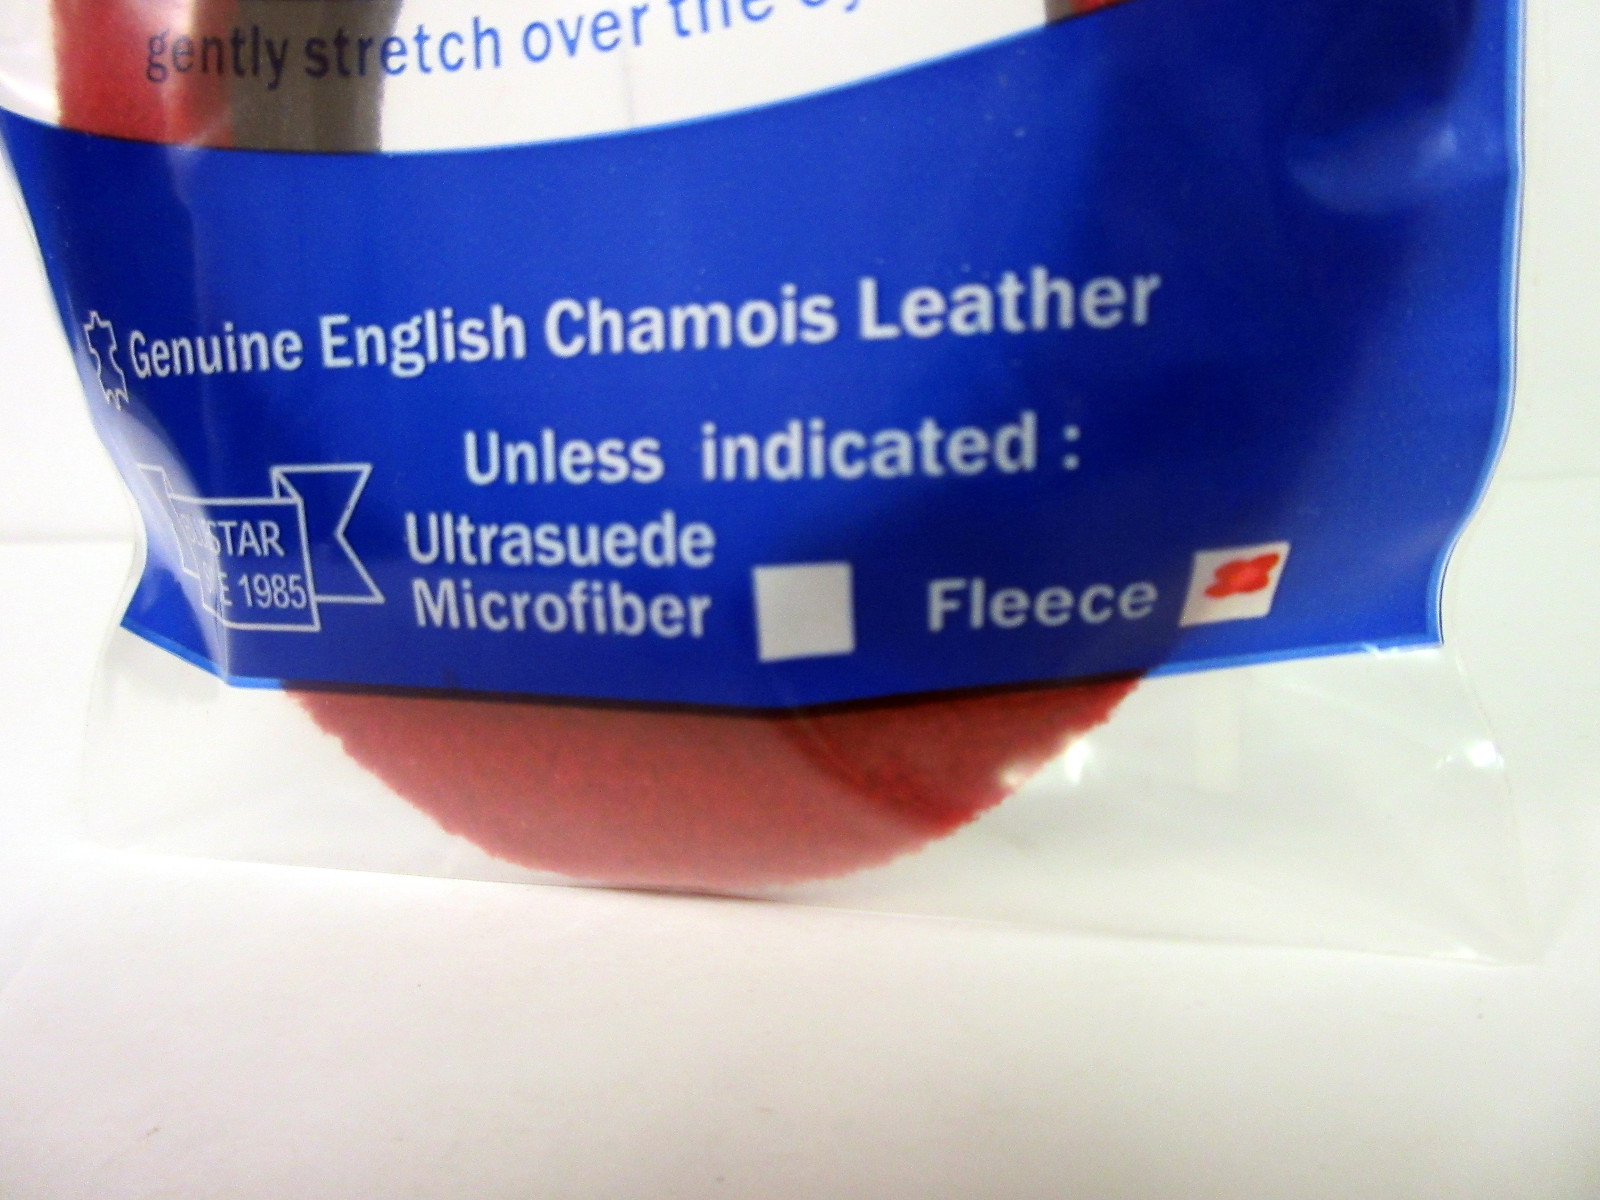 gently stretch over the
Genuine English Chamois Leather
Unless indicated :
STAR
1985
Ultrasuede
Microfiber
Fleece